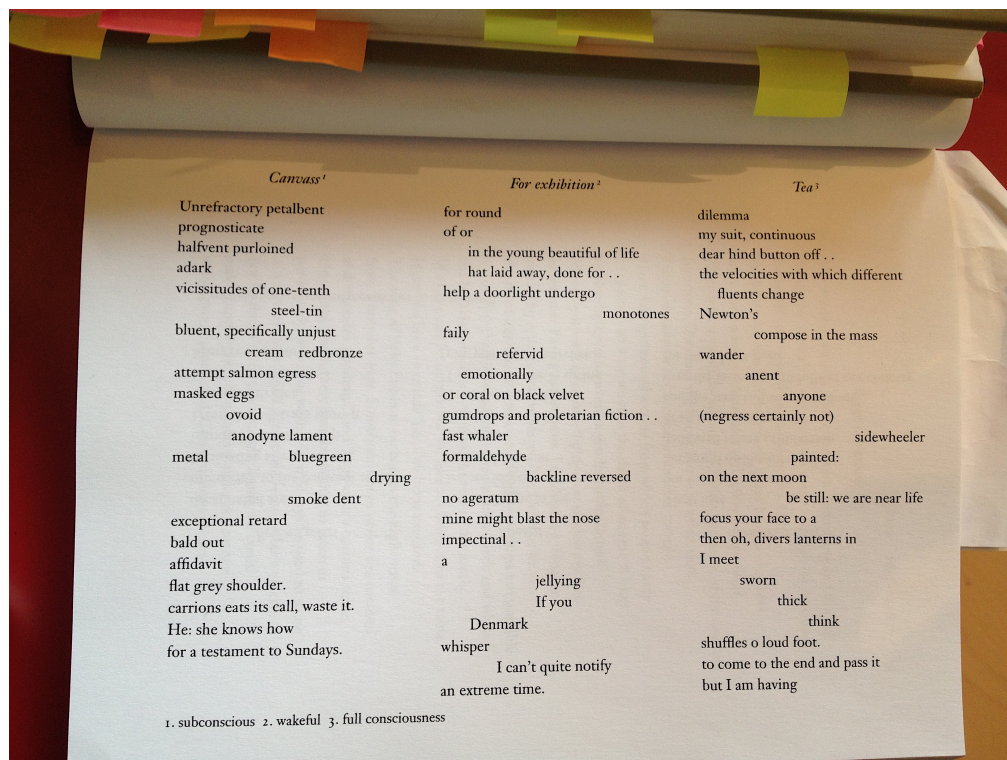 Canvass¹
Unrefractory petalbent
prognosticate
halfvent purloined
adark
vicissitudes of one-tenth
steel-tin
bluent, specifically unjust
cream redbronze
attempt salmon egress
masked eggs
ovoid
anodyne lament
metal bluegreen
drying
smoke dent
exceptional retard
bald out
affidavit
flat grey shoulder.
carrions eats its call, waste it.
He: she knows how
for a testament to Sundays.
For exhibition²
for round
of or
in the young beautiful of life
hat laid away, done for . .
help a doorlight undergo
monotones
faily
refervid
emotionally
or coral on black velvet
gumdrops and proletarian fiction . .
fast whaler
formaldehyde
backline reversed
no ageratum
mine might blast the nose
impectinal . .
a
jellying
If you
Denmark
whisper
I can't quite notify
an extreme time.
Tea³
dilemma
my suit, continuous
dear hind button off . .
the velocities with which different
fluents change
Newton's
compose in the mass
wander
anent
anyone
(negress certainly not)
sidewheeler
painted:
on the next moon
be still: we are near life
focus your face to a
then oh, divers lanterns in
I meet
sworn
thick
think
shuffles o loud foot.
to come to the end and pass it
but I am having
1. subconscious 2. wakeful 3. full consciousness